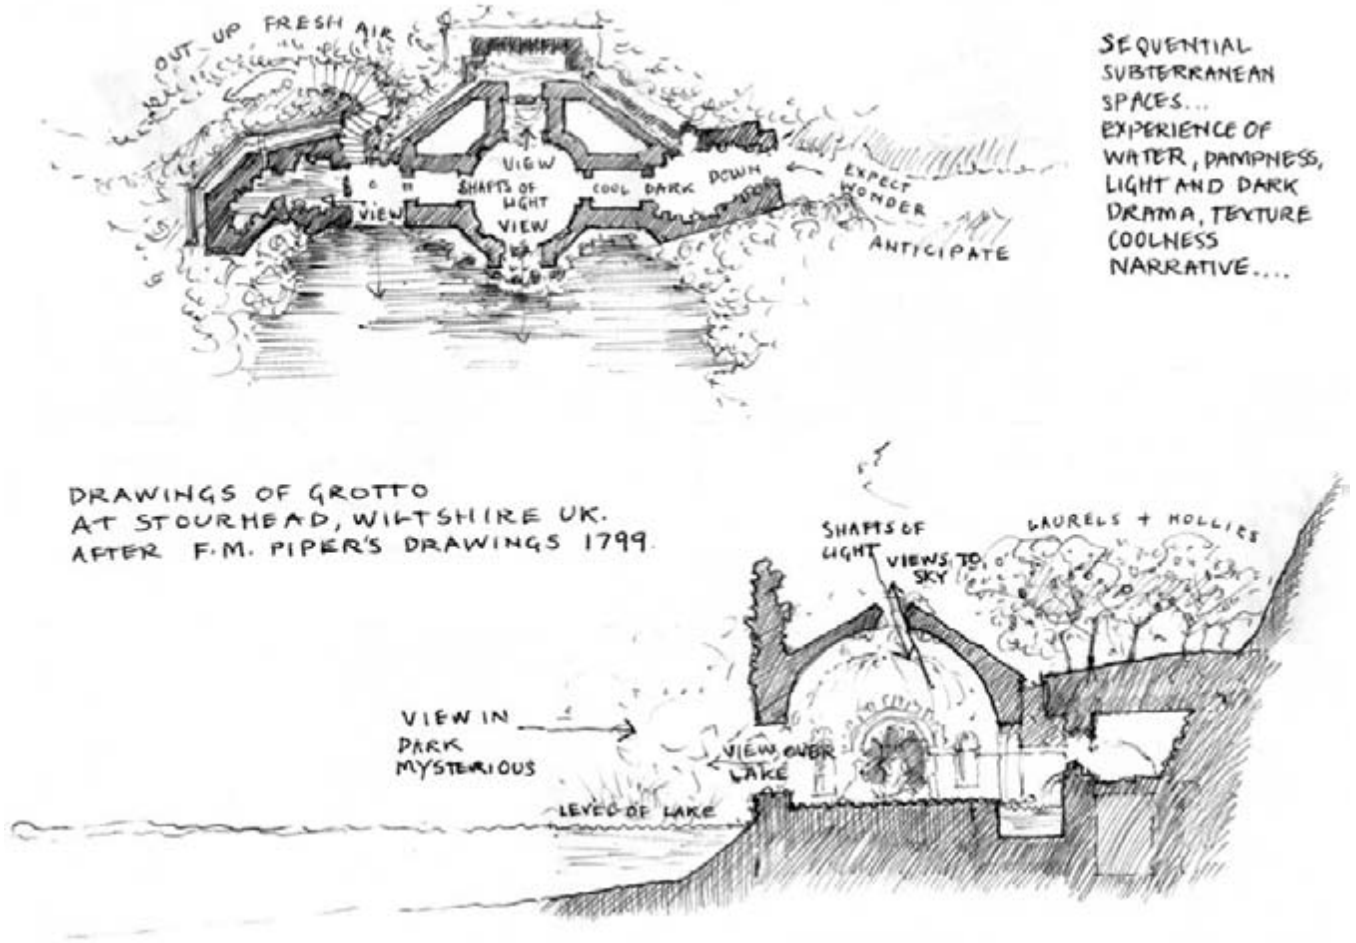 OUT - UP FRESH AIR
VIEW
SHAFTS OF
LIGHT
VIEW
VIEW
COOL DARK DOWN
EXPECT
WONDER
ANTICIPATE
SEQUENTIAL
SUBTERRANEAN
SPACES...
EXPERIENCE OF
WATER, DAMPNESS,
LIGHT AND DARK
DRAMA, TEXTURE
COOLNESS
NARRATIVE....
DRAWINGS OF GROTTO
AT STOURHEAD, WILTSHIRE UK.
AFTER F.M. PIPER'S DRAWINGS 1799.
SHAFTS OF
LIGHT
VIEWS TO
SKY
LAURELS + HOLLIES
VIEW IN
DARK
MYSTERIOUS
VIEW OVER
LAKE
LEVEL OF LAKE